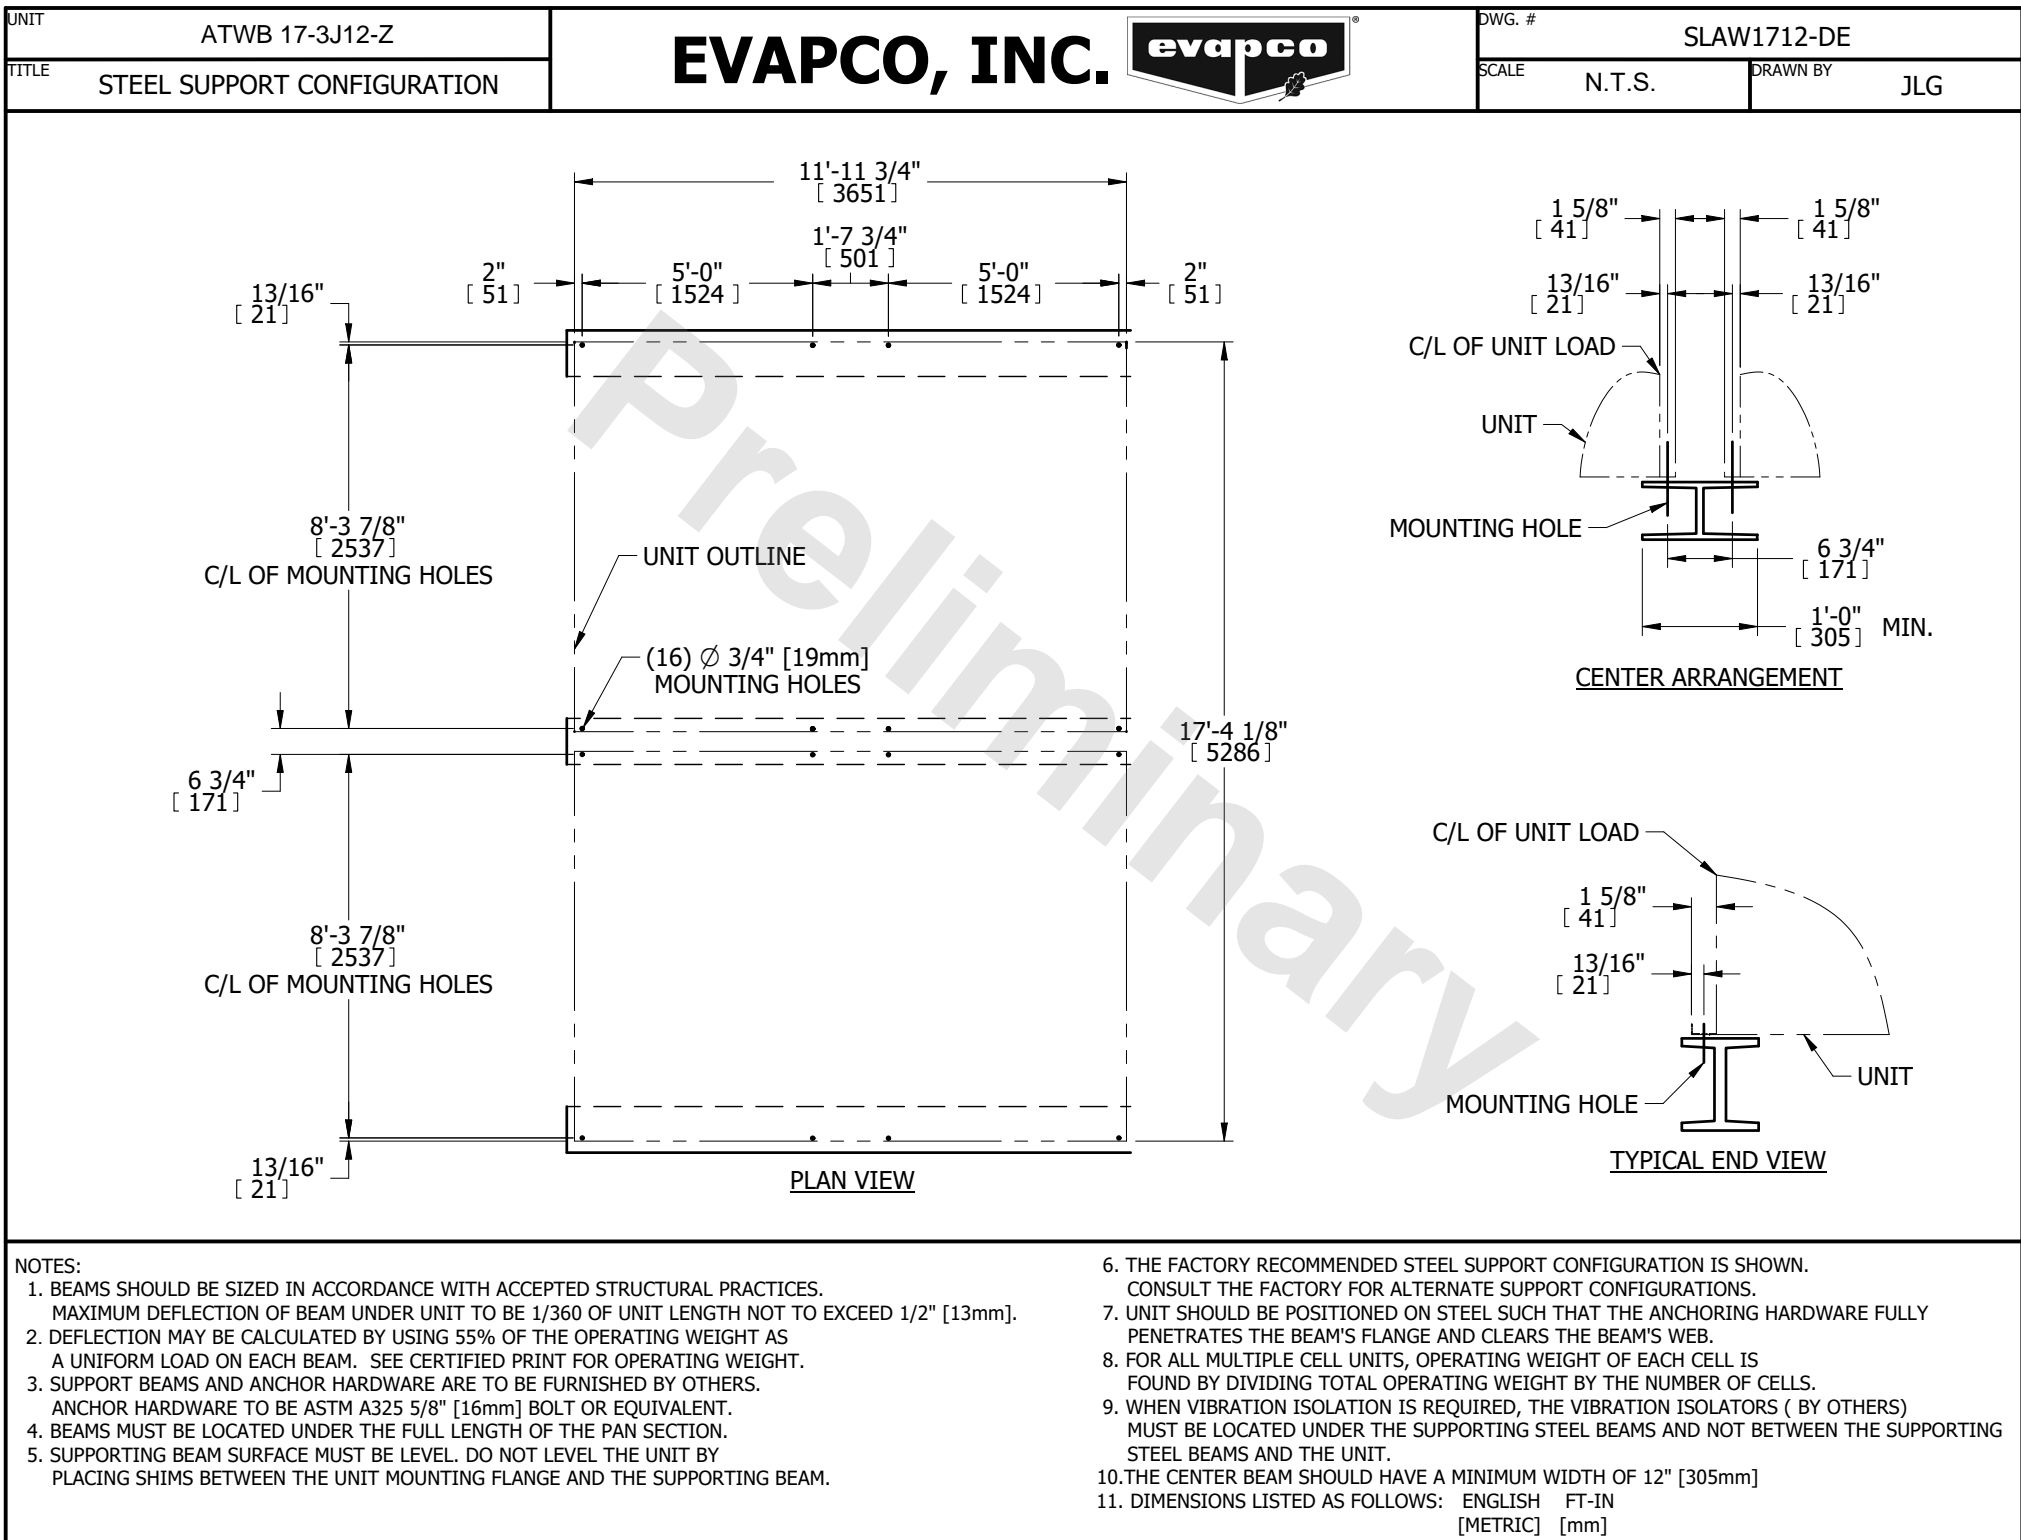 UNIT
ATWB 17-3J12-Z
TITLE
STEEL SUPPORT CONFIGURATION
EVAPCO, INC.
evapco
®
DWG. #
SLAW1712-DE
SCALE
N.T.S.
DRAWN BY
JLG
11'-11 3/4"
[ 3651]
1'-7 3/4"
[ 501 ]
2"
[ 51]
5'-0"
[ 1524 ]
5'-0"
[ 1524]
2"
[ 51]
13/16"
[ 21]
8'-3 7/8"
[ 2537]
C/L OF MOUNTING HOLES
UNIT OUTLINE
(16) Ø 3/4" [19mm]
MOUNTING HOLES
6 3/4"
[ 171]
17'-4 1/8"
[ 5286]
8'-3 7/8"
[ 2537]
C/L OF MOUNTING HOLES
13/16"
[ 21]
PLAN VIEW
Preliminary
1 5/8"
[ 41]
1 5/8"
[ 41]
13/16"
[ 21]
13/16"
[ 21]
C/L OF UNIT LOAD
UNIT
MOUNTING HOLE
6 3/4"
[ 171]
1'-0"
[ 305]
MIN.
CENTER ARRANGEMENT
C/L OF UNIT LOAD
1 5/8"
[ 41]
13/16"
[ 21]
UNIT
MOUNTING HOLE
TYPICAL END VIEW
NOTES:
1. BEAMS SHOULD BE SIZED IN ACCORDANCE WITH ACCEPTED STRUCTURAL PRACTICES.
MAXIMUM DEFLECTION OF BEAM UNDER UNIT TO BE 1/360 OF UNIT LENGTH NOT TO EXCEED 1/2" [13mm].
2. DEFLECTION MAY BE CALCULATED BY USING 55% OF THE OPERATING WEIGHT AS
A UNIFORM LOAD ON EACH BEAM. SEE CERTIFIED PRINT FOR OPERATING WEIGHT.
3. SUPPORT BEAMS AND ANCHOR HARDWARE ARE TO BE FURNISHED BY OTHERS.
ANCHOR HARDWARE TO BE ASTM A325 5/8" [16mm] BOLT OR EQUIVALENT.
4. BEAMS MUST BE LOCATED UNDER THE FULL LENGTH OF THE PAN SECTION.
5. SUPPORTING BEAM SURFACE MUST BE LEVEL. DO NOT LEVEL THE UNIT BY
PLACING SHIMS BETWEEN THE UNIT MOUNTING FLANGE AND THE SUPPORTING BEAM.
6. THE FACTORY RECOMMENDED STEEL SUPPORT CONFIGURATION IS SHOWN.
CONSULT THE FACTORY FOR ALTERNATE SUPPORT CONFIGURATIONS.
7. UNIT SHOULD BE POSITIONED ON STEEL SUCH THAT THE ANCHORING HARDWARE FULLY
PENETRATES THE BEAM'S FLANGE AND CLEARS THE BEAM'S WEB.
8. FOR ALL MULTIPLE CELL UNITS, OPERATING WEIGHT OF EACH CELL IS
FOUND BY DIVIDING TOTAL OPERATING WEIGHT BY THE NUMBER OF CELLS.
9. WHEN VIBRATION ISOLATION IS REQUIRED, THE VIBRATION ISOLATORS ( BY OTHERS)
MUST BE LOCATED UNDER THE SUPPORTING STEEL BEAMS AND NOT BETWEEN THE SUPPORTING
STEEL BEAMS AND THE UNIT.
10.THE CENTER BEAM SHOULD HAVE A MINIMUM WIDTH OF 12" [305mm]
11. DIMENSIONS LISTED AS FOLLOWS: ENGLISH FT-IN
[METRIC] [mm]